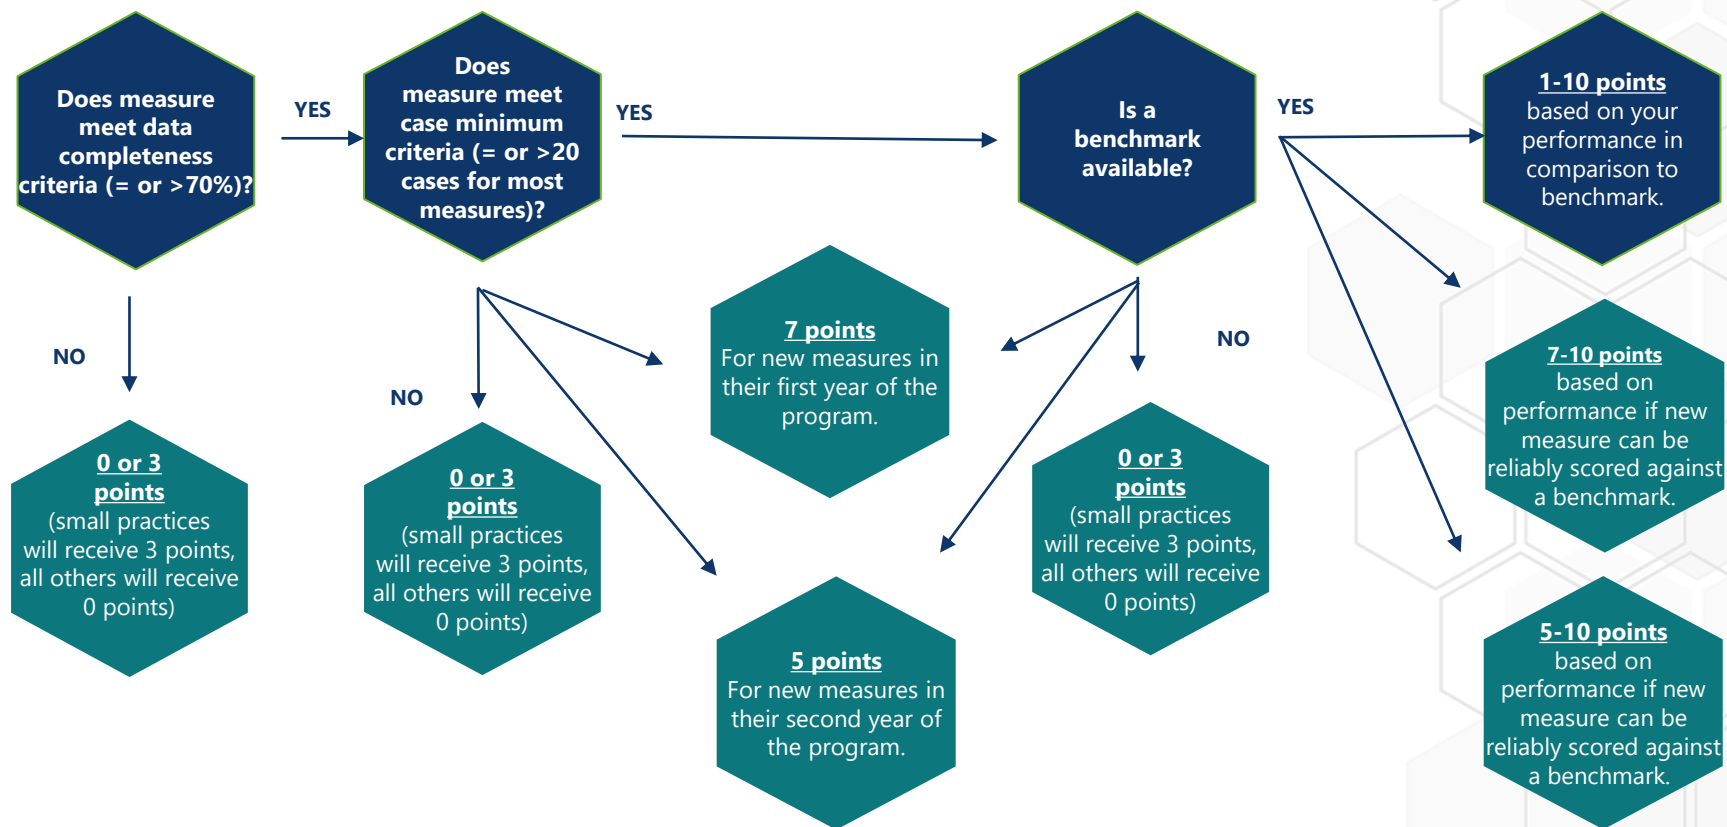 Does measure
meet data
completeness
criteria (= or >70%)?
YES
Does
measure meet
case minimum
criteria (= or >20
cases for most
measures)?
YES
Is a
benchmark
available?
YES
1-10 points
based on your
performance in
comparison to
benchmark.
NO
0 or 3
points
(small practices
will receive 3 points,
all others will receive
0 points)
NO
0 or 3
points
(small practices
will receive 3 points,
all others will receive
0 points)
7 points
For new measures in
their first year of the
program.
5 points
For new measures in
their second year of
the program.
NO
0 or 3
points
(small practices
will receive 3 points,
all others will receive
0 points)
7-10 points
based on
performance if new
measure can be
reliably scored against
a benchmark.
5-10 points
based on
performance if new
measure can be
reliably scored against
a benchmark.